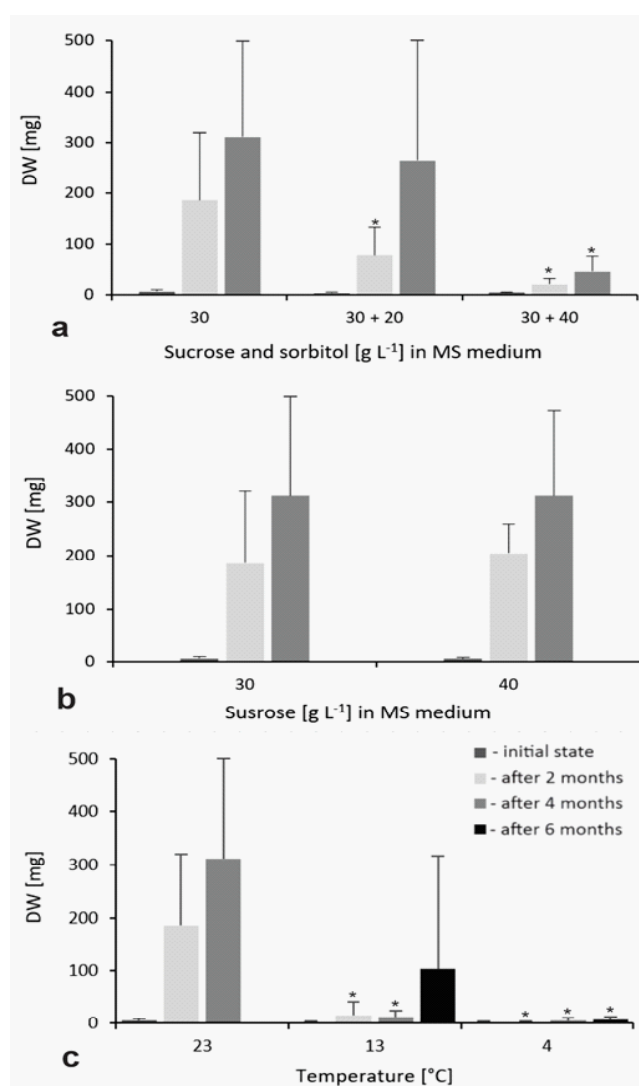 500
400
300
200
100
0
DW [mg]
*
*
*
30
30 + 20
30 + 40
a
Sucrose and sorbitol [g L⁻¹] in MS medium
500
400
300
200
100
0
DW [mg]
30
40
b
Susrose [g L⁻¹] in MS medium
500
400
300
200
100
0
DW [mg]
- initial state
- after 2 months
- after 4 months
- after 6 months
*
*
*
*
*
23
13
4
c
Temperature [°C]